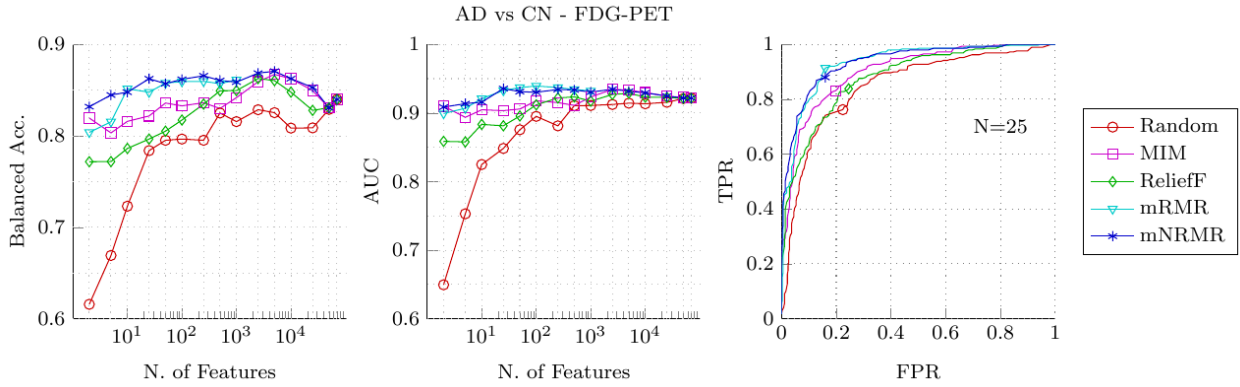 AD vs CN - FDG-PET
Balanced Acc.
0.9
0.8
0.7
0.6
10^1 10^2 10^3 10^4
N. of Features
AUC
1
0.9
0.8
0.7
0.6
10^1 10^2 10^3 10^4
N. of Features
TPR
1
0.8
0.6
0.4
0.2
0
0 0.2 0.4 0.6 0.8 1
FPR
N=25
Random
MIM
ReliefF
mRMR
mNRMR